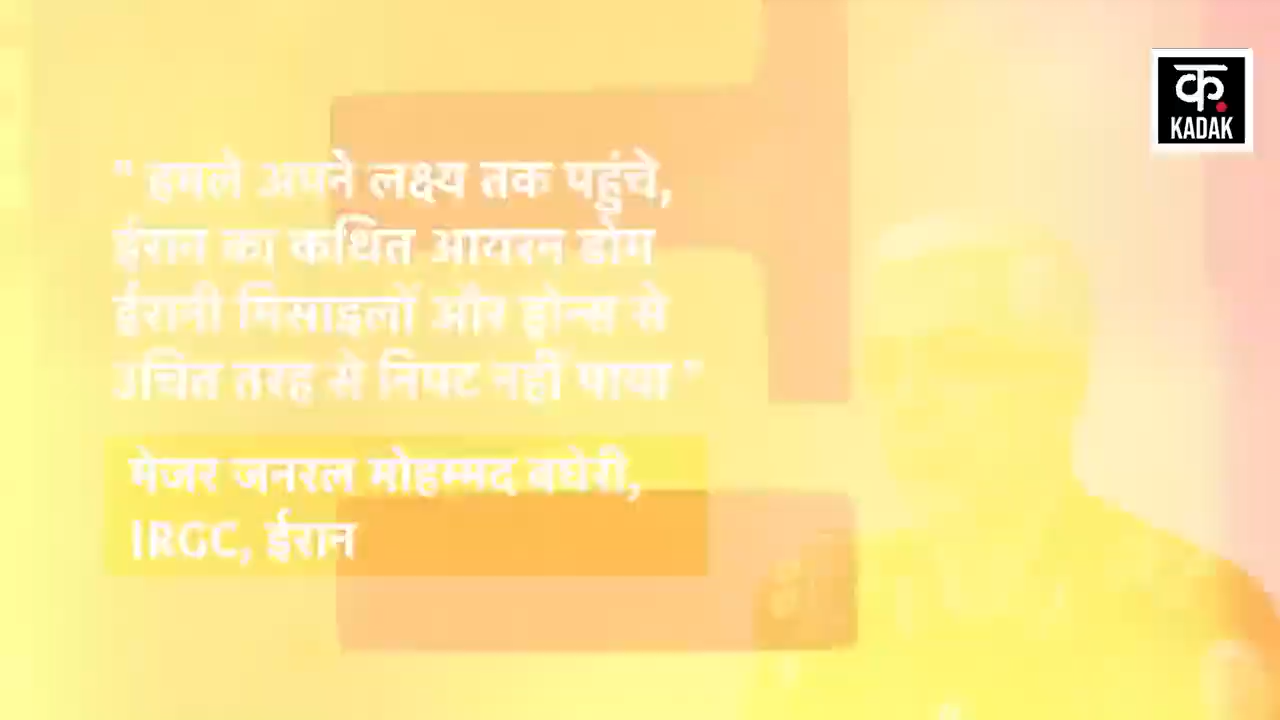 " हमले अपने लक्ष्य तक पहुंचे,
ईरान का कथित आयरन डोम
ईरानी मिसाइलों और ड्रोन्स से
उचित तरह से निपट नहीं पाया "
मेजर जनरल मोहम्मद बघेरी,
IRGC, ईरान
क.
KADAK